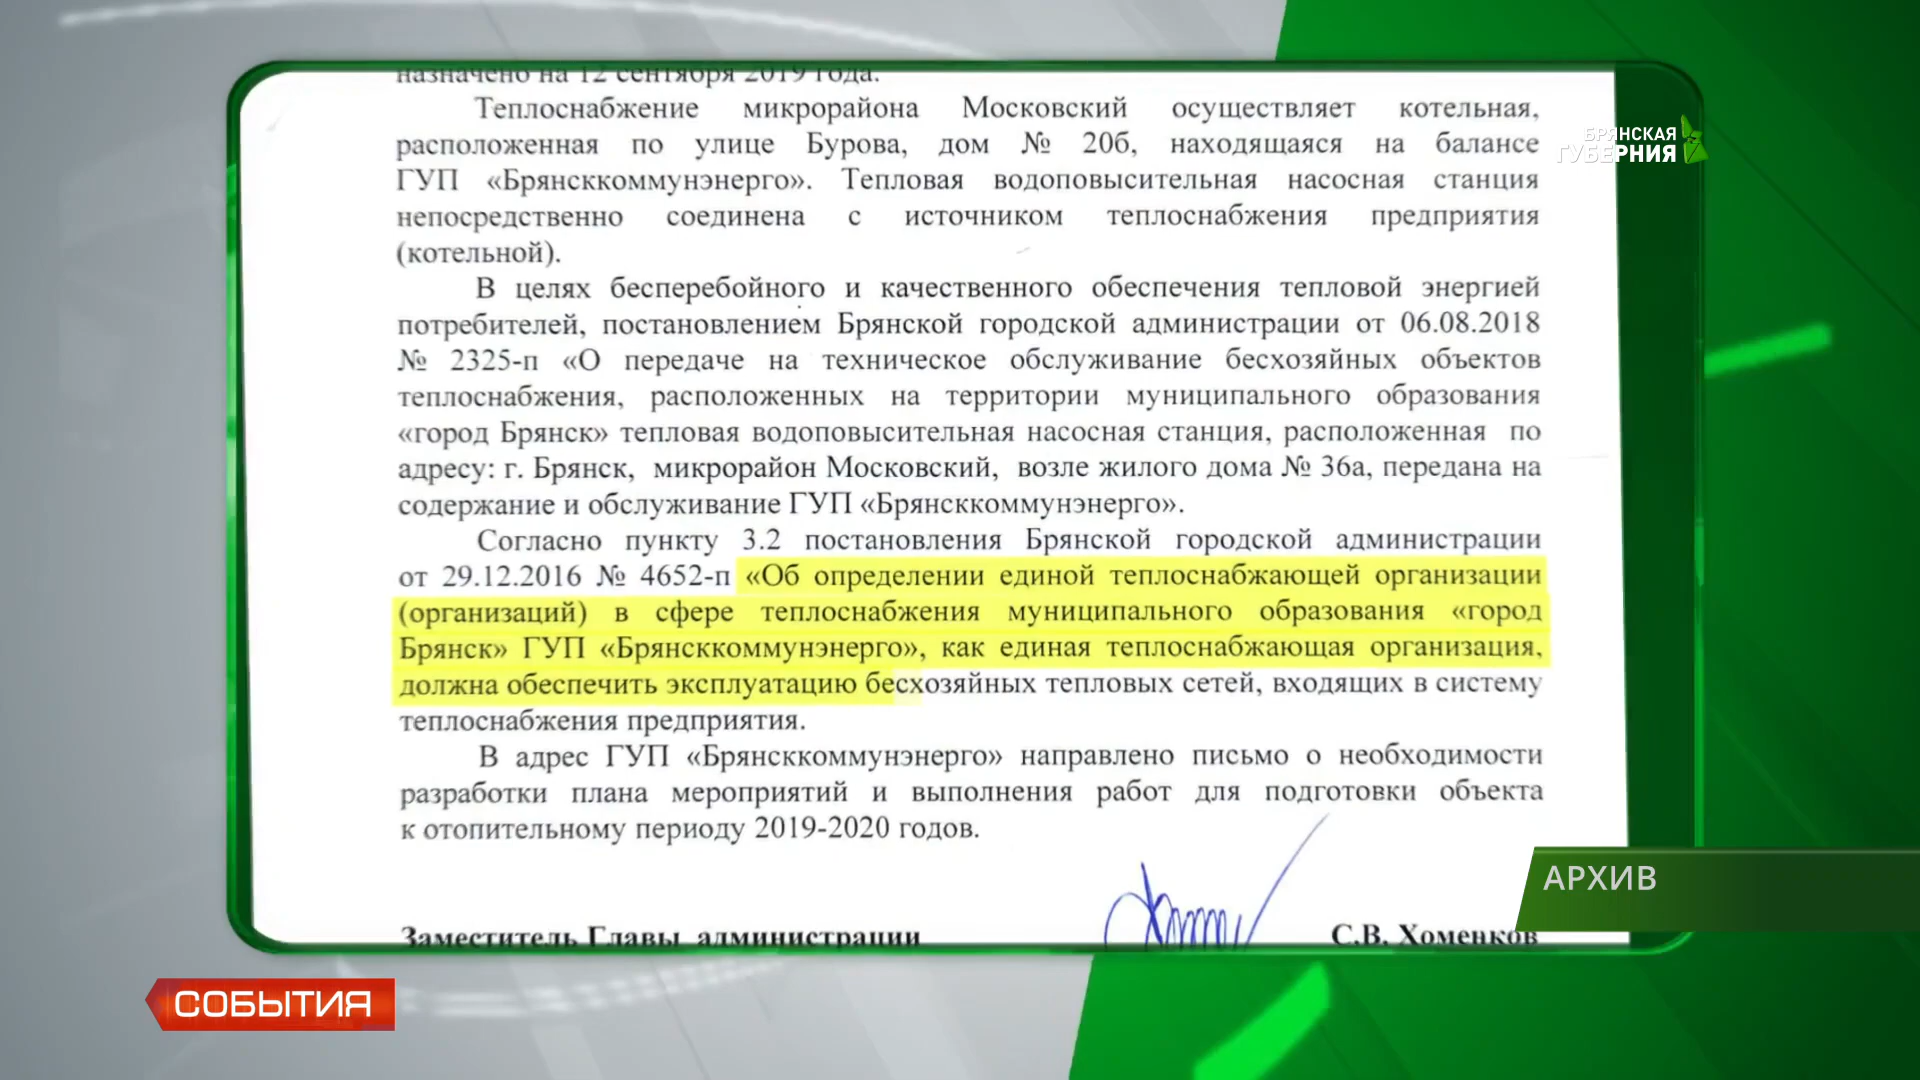 назначено на 12 сентября 2019 года.
Теплоснабжение микрорайона Московский осуществляет котельная,
расположенная по улице Бурова, дом № 20б, находящаяся на балансе
ГУП «Брянсккоммунэнерго». Тепловая водоповысительная насосная станция
непосредственно соединена с источником теплоснабжения предприятия
(котельной).
В целях бесперебойного и качественного обеспечения тепловой энергией
потребителей, постановлением Брянской городской администрации от 06.08.2018
№ 2325-п «О передаче на техническое обслуживание бесхозяйных объектов
теплоснабжения, расположенных на территории муниципального образования
«город Брянск» тепловая водоповысительная насосная станция, расположенная по
адресу: г. Брянск, микрорайон Московский, возле жилого дома № 36а, передана на
содержание и обслуживание ГУП «Брянсккоммунэнерго».
Согласно пункту 3.2 постановления Брянской городской администрации
от 29.12.2016 № 4652-п «Об определении единой теплоснабжающей организации
(организаций) в сфере теплоснабжения муниципального образования «город
Брянск» ГУП «Брянсккоммунэнерго», как единая теплоснабжающая организация,
должна обеспечить эксплуатацию бесхозяйных тепловых сетей, входящих в систему
теплоснабжения предприятия.
В адрес ГУП «Брянсккоммунэнерго» направлено письмо о необходимости
разработки плана мероприятий и выполнения работ для подготовки объекта
к отопительному периоду 2019-2020 годов.
Заместитель Главы администрации С.В. Хоменков
БРЯНСКАЯ
ГУБЕРНИЯ
АРХИВ
СОБЫТИЯ